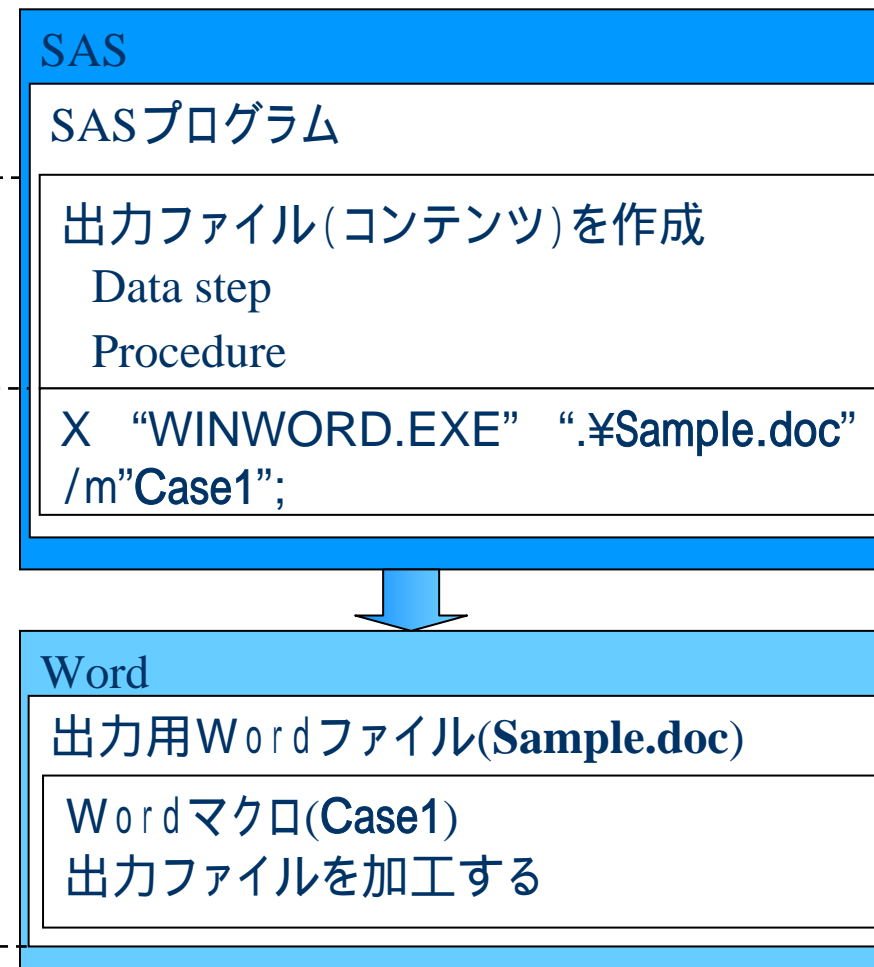 SAS
SASプログラム
出力ファイル(コンテンツ)を作成
Data step
Procedure
X “WINWORD.EXE” “.¥Sample.doc”
/m”Case1”;
Word
出力用Wordファイル(Sample.doc)
Wordマクロ(Case1)
出力ファイルを加工する